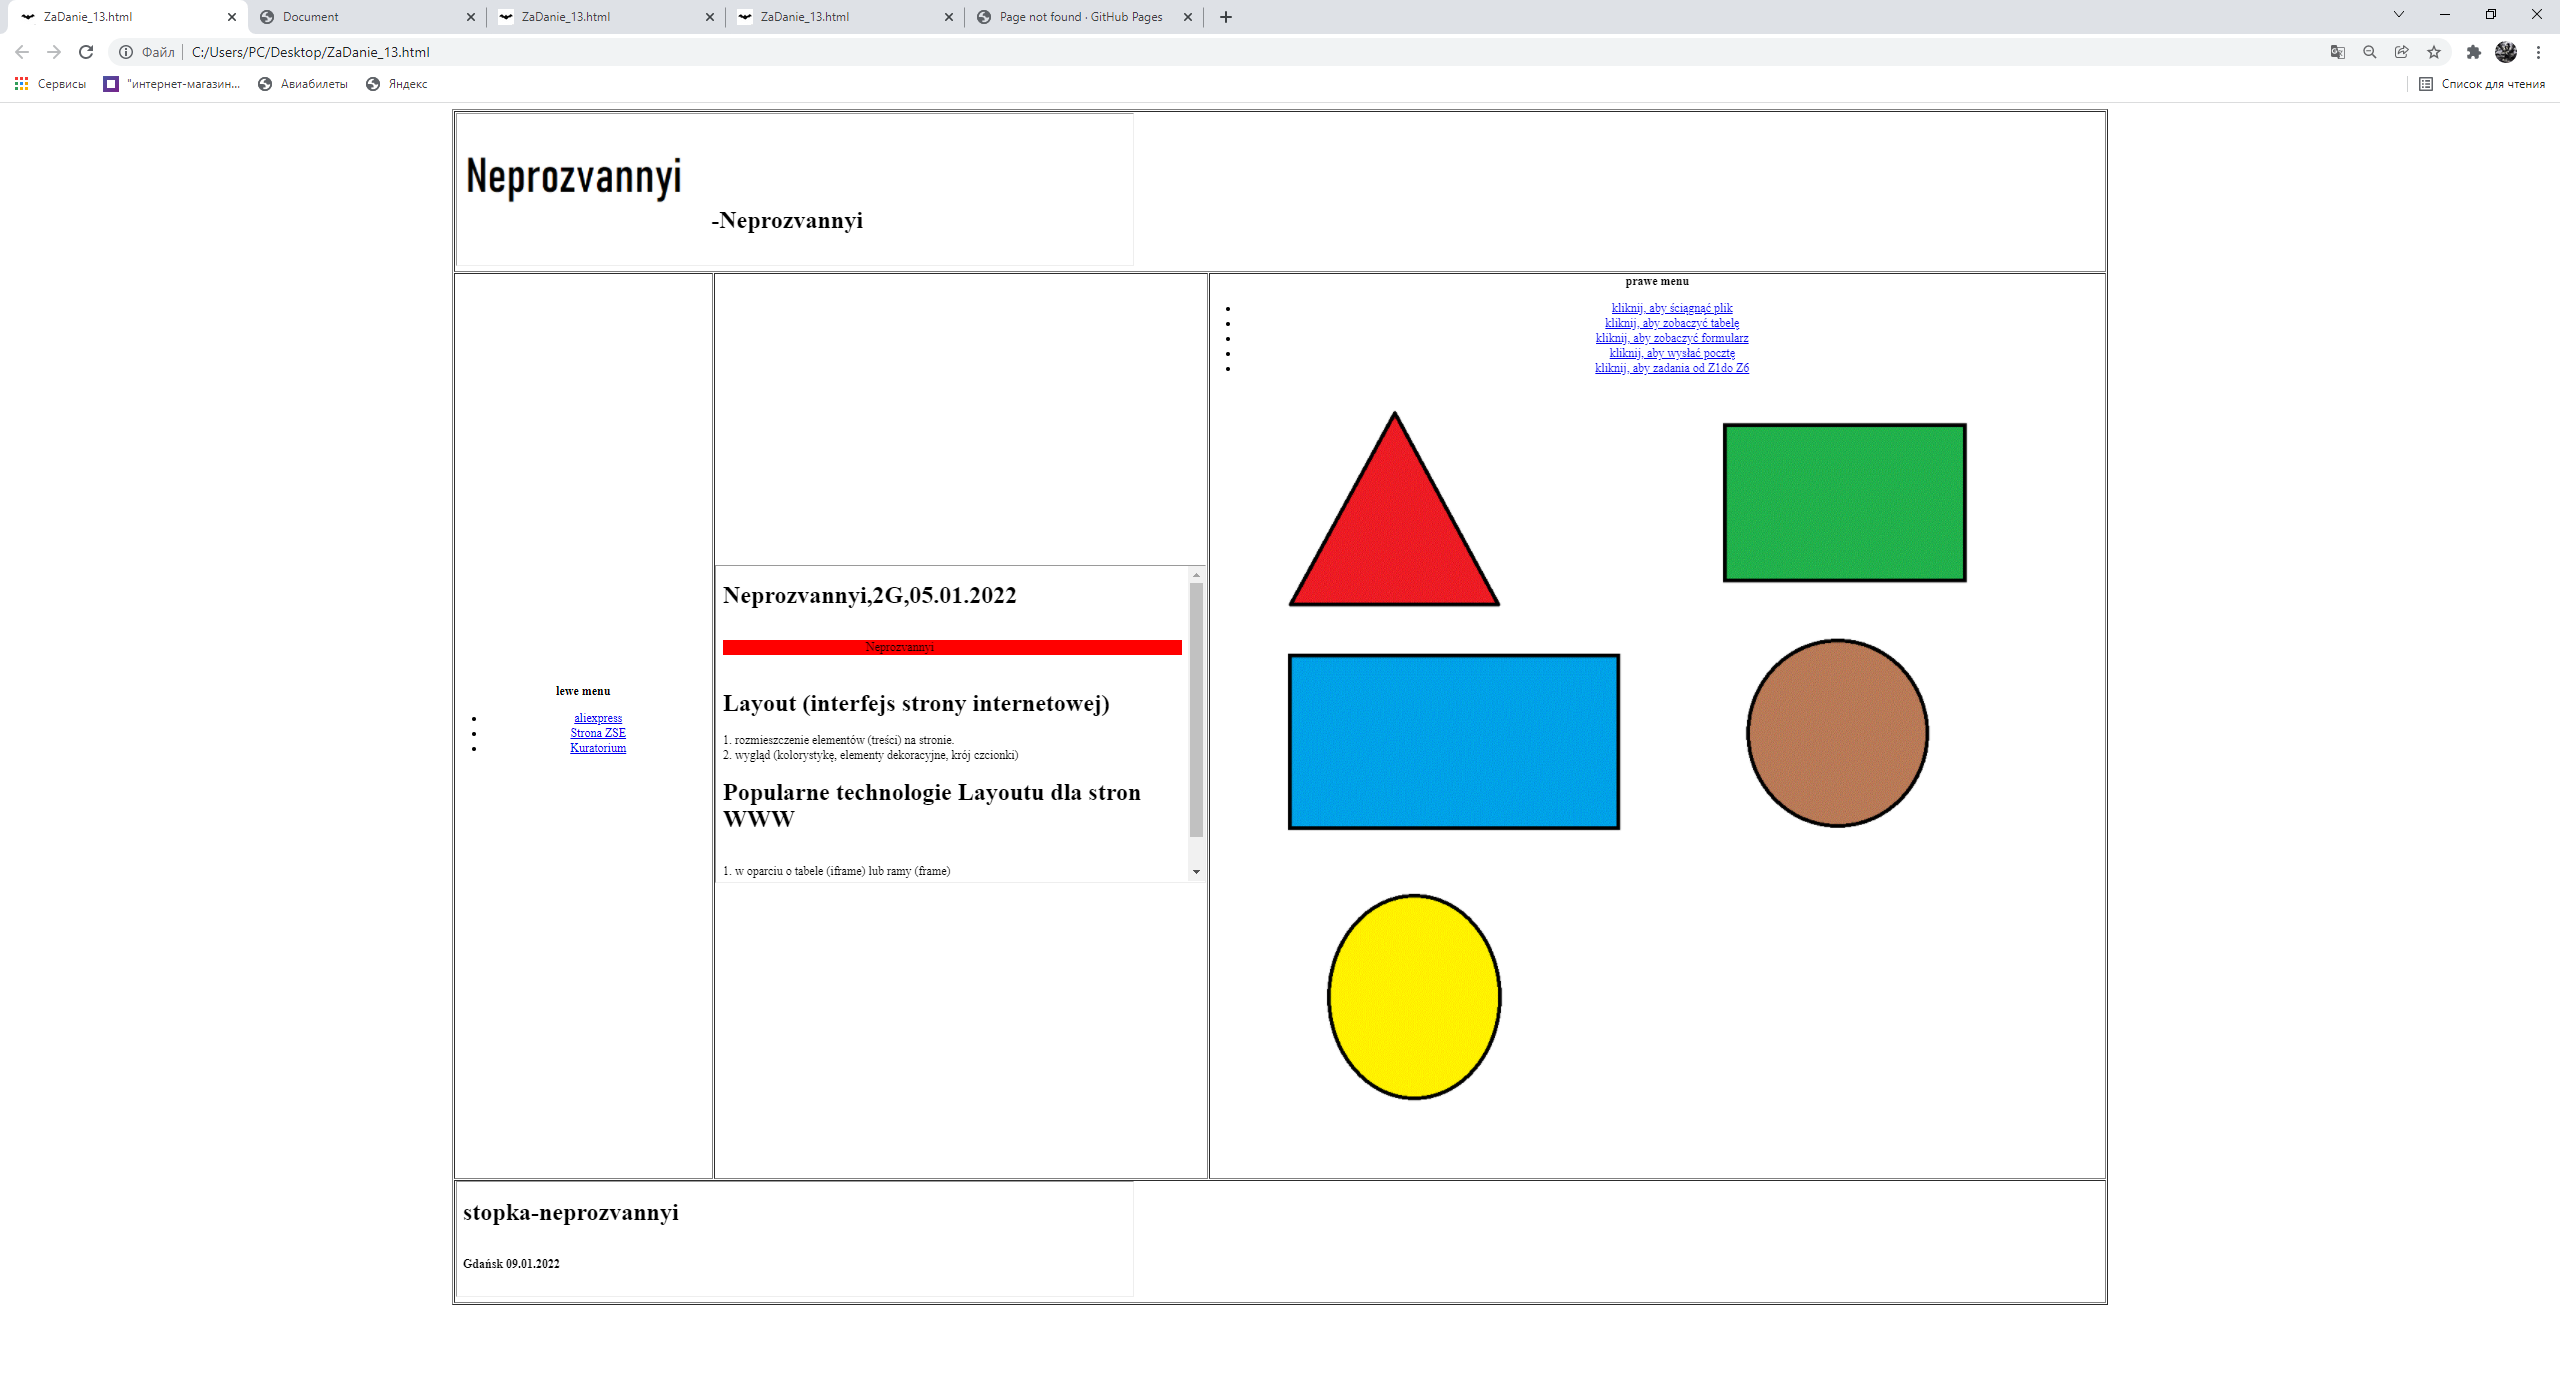 ZaDanie_13.html
Document
ZaDanie_13.html
ZaDanie_13.html
Page not found · GitHub Pages
Файл
C:/Users/PC/Desktop/ZaDanie_13.html
Сервисы
"интернет-магазин...
Авиабилеты
Яндекс
Список для чтения
Neprozvannyi
-Neprozvannyi
lewe menu
aliexpress
Strona ZSE
Kuratorium
Neprozvannyi,2G,05.01.2022
Neprozvannyi
Layout (interfejs strony internetowej)
1. rozmieszczenie elementów (treści) na stronie.
2. wygląd (kolorystykę, elementy dekoracyjne, krój czcionki)
Popularne technologie Layoutu dla stron
WWW
1. w oparciu o tabele (iframe) lub ramy (frame)
prawe menu
kliknij, aby ściągnąć plik
kliknij, aby zobaczyć tabelę
kliknij, aby zobaczyć formularz
kliknij, aby wysłać pocztę
kliknij, aby zadania od Z1do Z6
stopka-neprozvannyi
Gdańsk 09.01.2022